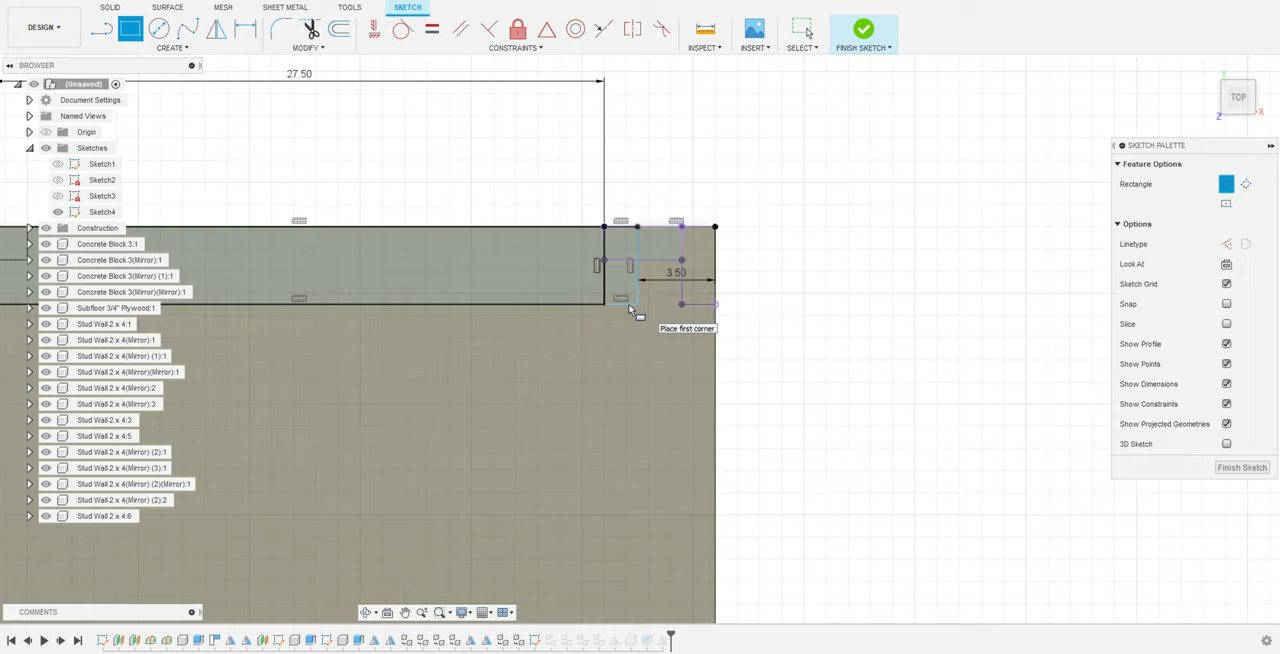 SOLID SURFACE MESH SHEET METAL TOOLS SKETCH
DESIGN ▾
CREATE ▾ MODIFY ▾ CONSTRAINTS ▾ INSPECT ▾ INSERT ▾ SELECT ▾ FINISH SKETCH ▾
BROWSER
(Unsaved)
Document Settings
Named Views
Origin
Sketches
Sketch1
Sketch2
Sketch3
Sketch4
Construction
Concrete Block 3:1
Concrete Block 3(Mirror):1
Concrete Block 3(Mirror) (1):1
Concrete Block 3(Mirror)(Mirror):1
Subfloor 3/4" Plywood:1
Stud Wall 2 x 4:1
Stud Wall 2 x 4(Mirror):1
Stud Wall 2 x 4(Mirror) (1):1
Stud Wall 2 x 4(Mirror)(Mirror):1
Stud Wall 2 x 4(Mirror):2
Stud Wall 2 x 4(Mirror):3
Stud Wall 2 x 4:3
Stud Wall 2 x 4:5
Stud Wall 2 x 4(Mirror) (2):1
Stud Wall 2 x 4(Mirror) (3):1
Stud Wall 2 x 4(Mirror) (2)(Mirror):1
Stud Wall 2 x 4(Mirror) (2):2
Stud Wall 2 x 4:6
27.50
3.50
Place first corner
TOP
Y
Z
X
SKETCH PALETTE
Feature Options
Rectangle
Options
Linetype
Look At
Sketch Grid
Snap
Slice
Show Profile
Show Points
Show Dimensions
Show Constraints
Show Projected Geometries
3D Sketch
Finish Sketch
COMMENTS